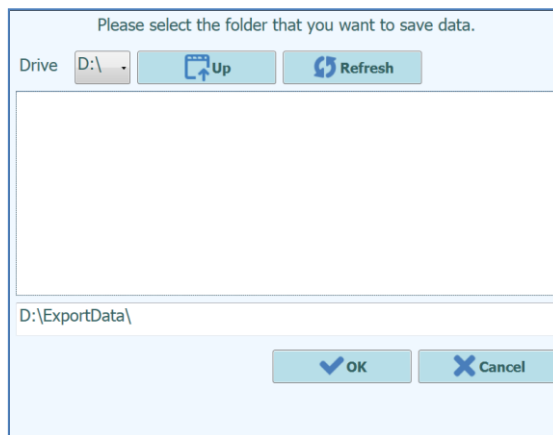 Please select the folder that you want to save data.
Drive D:\ Up Refresh
D:\ExportData\
OK Cancel